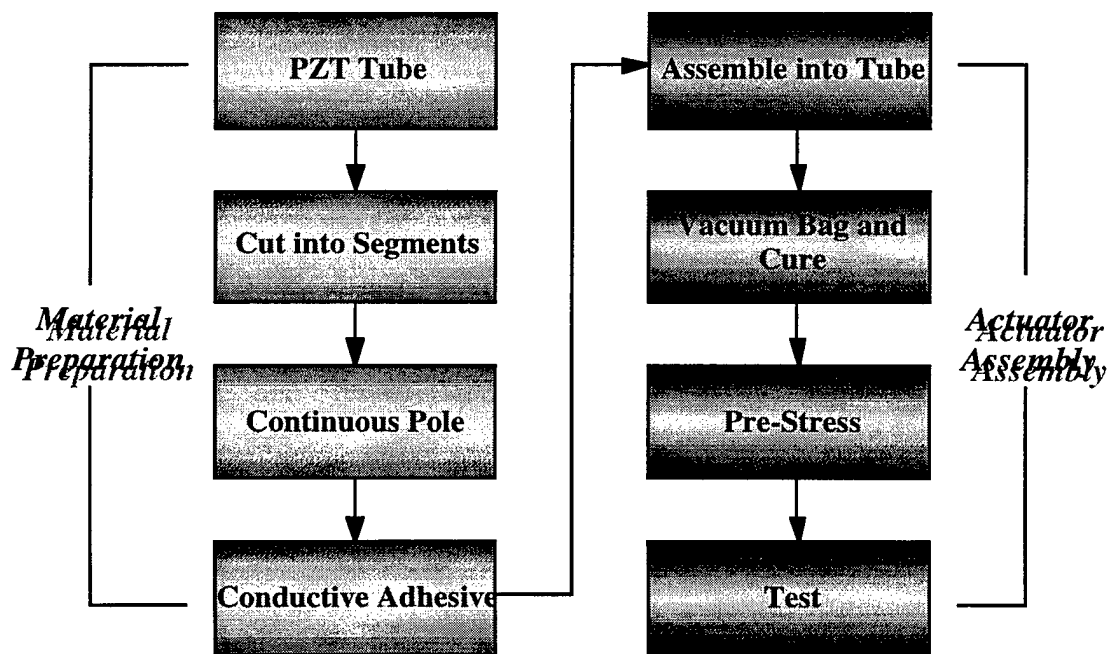 PZT Tube
Cut into Segments
Continuous Pole
Conductive Adhesive
Material
Preparation
Assemble into Tube
Vacuum Bag and
Cure
Pre-Stress
Test
Actuator
Assembly